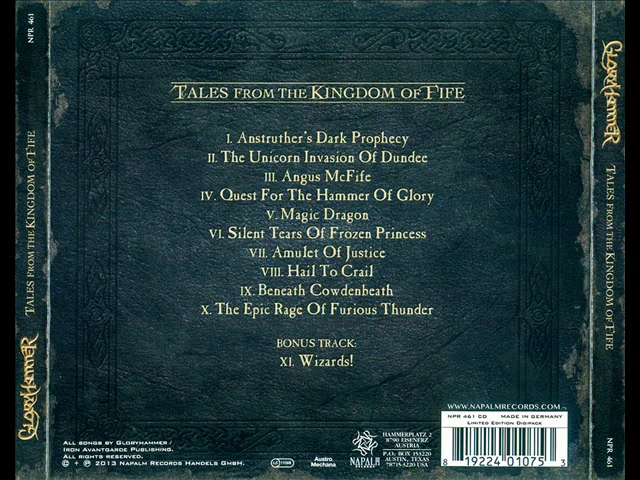 NPR 461
TALES FROM THE KINGDOM OF FIFE
GLORYHAMMER
TALES FROM THE KINGDOM OF FIFE
I. Anstruther's Dark Prophecy
II. The Unicorn Invasion Of Dundee
III. Angus McFife
IV. Quest For The Hammer Of Glory
V. Magic Dragon
VI. Silent Tears Of Frozen Princess
VII. Amulet Of Justice
VIII. Hail To Crail
IX. Beneath Cowdenbeath
X. The Epic Rage Of Furious Thunder
BONUS TRACK:
XI. Wizards!
ALL SONGS BY GLORYHAMMER /
IRON AVANTGARDE PUBLISHING.
ALL RIGHTS RESERVED.
© + ℗ 2013 NAPALM RECORDS HANDELS GMBH.
LC
Austro
Mechana
NAPALM
HAMMERPLATZ 2
8790 EISENERZ
AUSTRIA
P.O. BOX 155220
AUSTIN, TEXAS
78715-5220 USA
WWW.NAPALMRECORDS.COM
NPR 461 CD MADE IN GERMANY
LIMITED EDITION DIGIPACK
8 19224 01075 3
GLORYHAMMER
TALES FROM THE KINGDOM OF FIFE
NPR 461